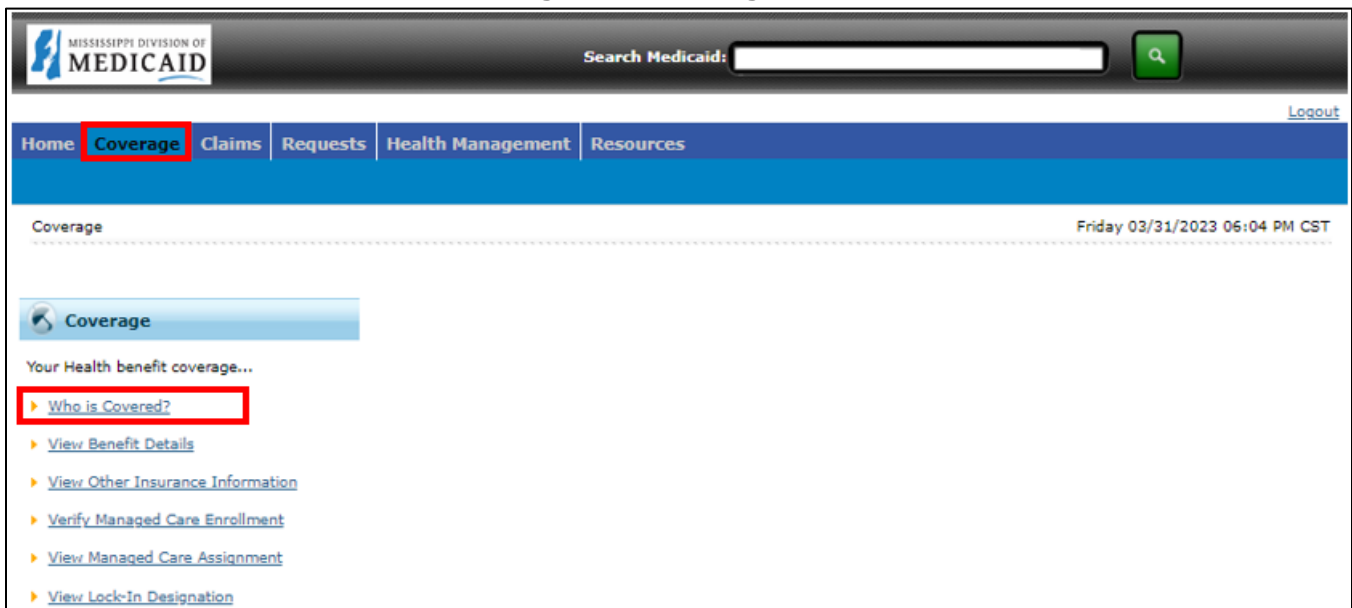 MISSISSIPPI DIVISION OF
MEDICAID
Search Medicaid:
Logout
Home Coverage Claims Requests Health Management Resources
Coverage Friday 03/31/2023 06:04 PM CST
Coverage
Your Health benefit coverage...
Who is Covered?
View Benefit Details
View Other Insurance Information
Verify Managed Care Enrollment
View Managed Care Assignment
View Lock-In Designation